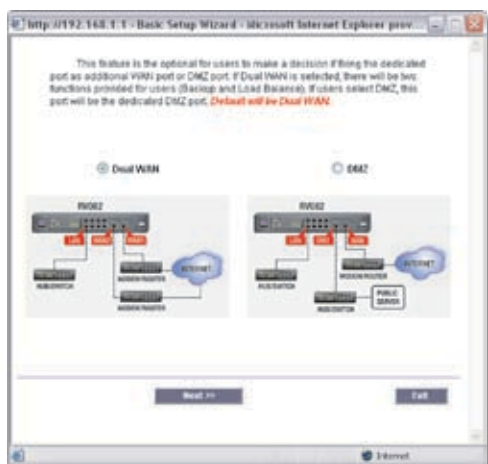 http://192.168.1.1 - Basic Setup Wizard - Microsoft Internet Explorer prov...
This feature is the optional for users to make a decision if fixing the dedicated
port as additional WAN port or DMZ port. If Dual WAN is selected, there will be two
functions provided for users (Backup and Load Balance). If users select DMZ, this
port will be the dedicated DMZ port. Default will be Dual WAN.
Dual WAN
DMZ
RV082
LAN
WAN2
WAN1
INTERNET
HUB/SWITCH
MODEM/ROUTER
MODEM/ROUTER
RV082
LAN
DMZ
WAN
INTERNET
HUB/SWITCH
MODEM/ROUTER
HUB/SWITCH
PUBLIC
SERVER
Next >>
Exit
Internet